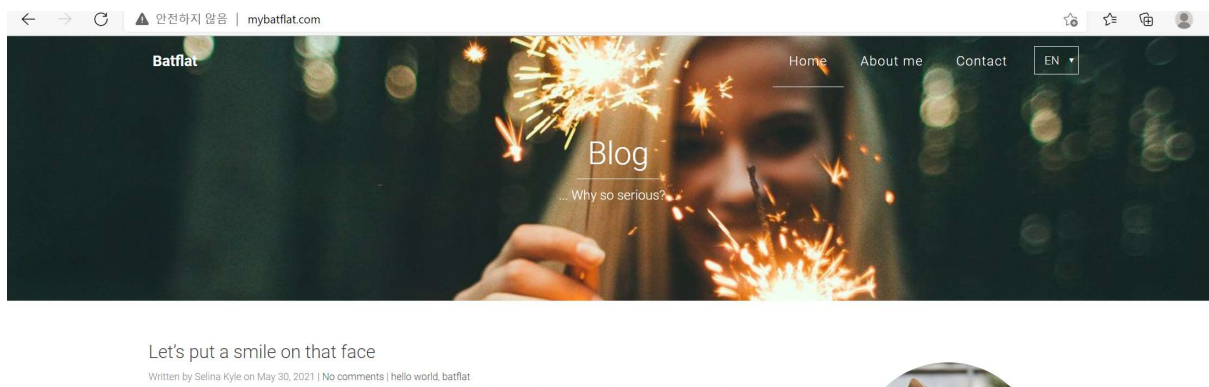 안전하지 않음 | mybatflat.com
Batflat Home About me Contact EN
Blog
... Why so serious?
Let's put a smile on that face
Written by Selina Kyle on May 30, 2021 | No comments | hello world, batflat